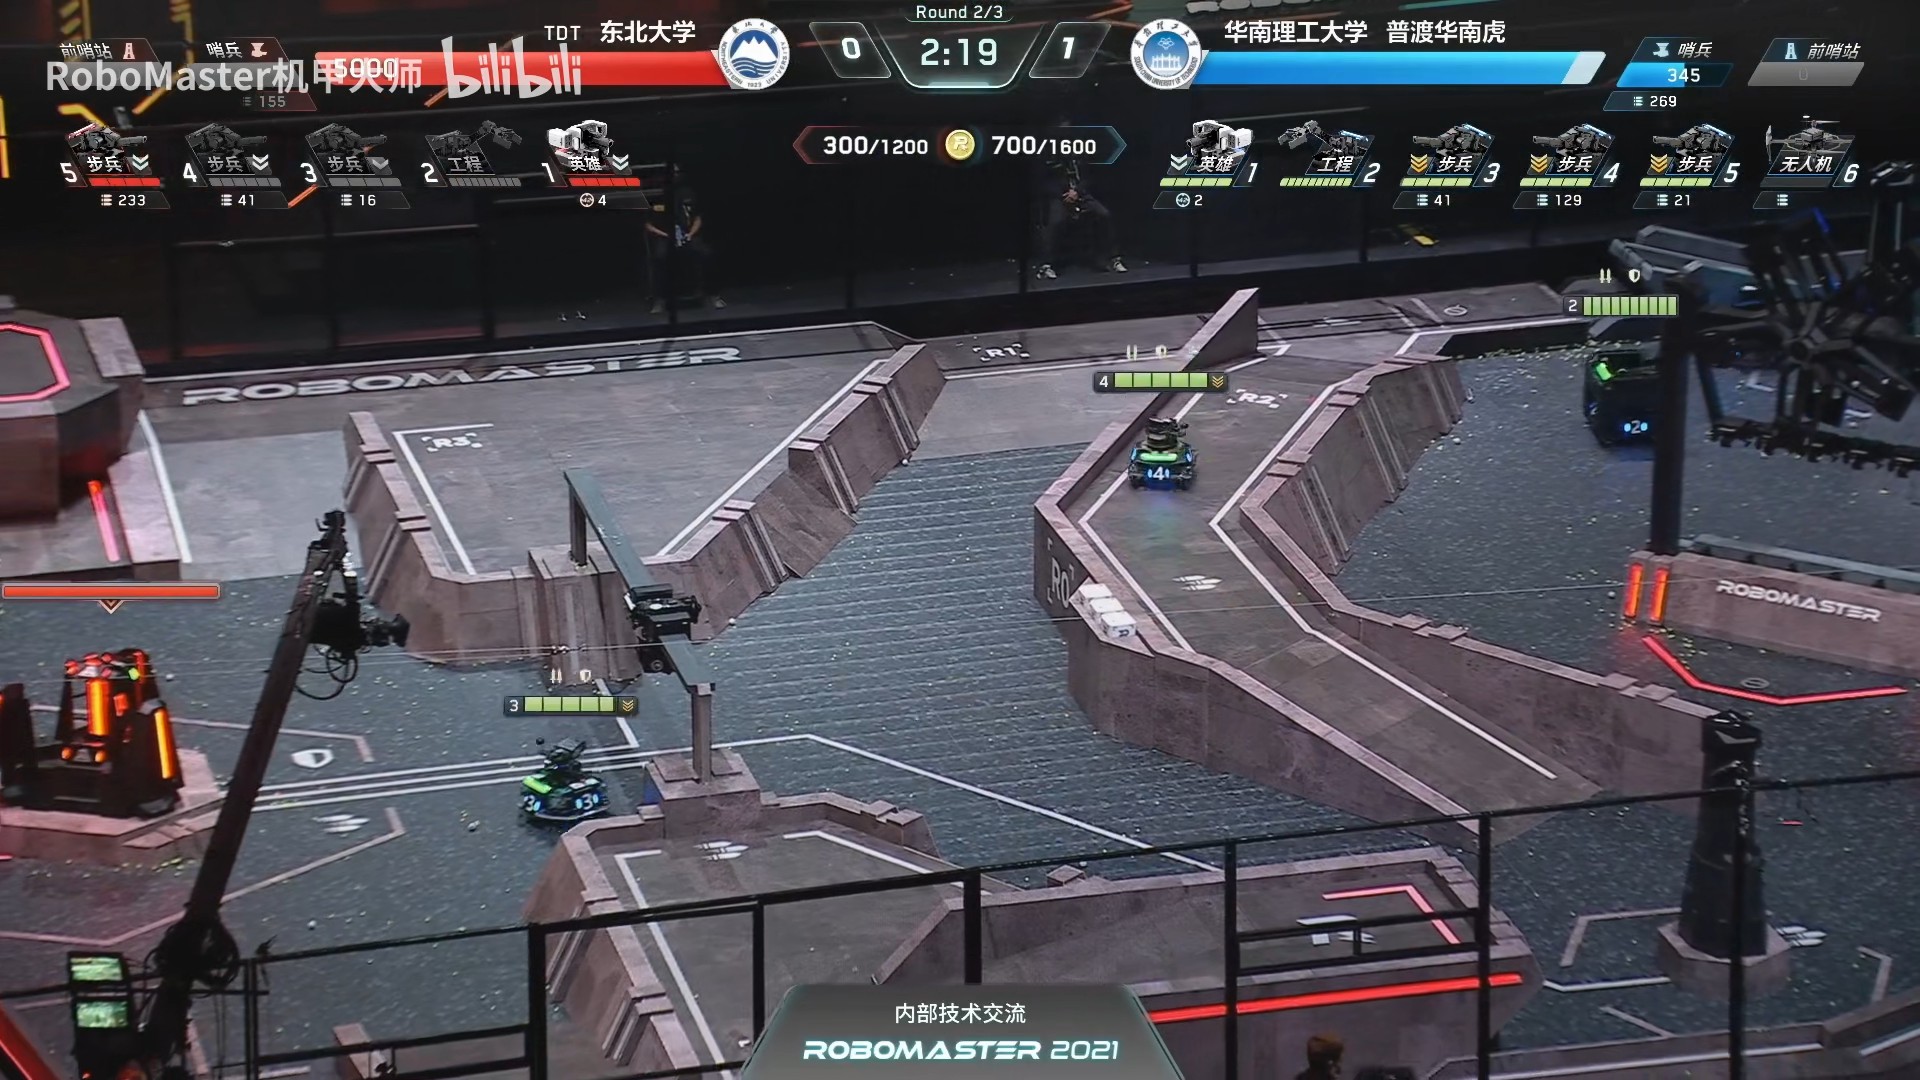 Round 2/3
TDT 东北大学
0
2:19
1
华南理工大学 普渡华南虎
前哨站
哨兵
哨兵
前哨站
RoboMaster机甲大师 bilibili
5000
345
155
269
300/1200
700/1600
5 步兵
4 步兵
3 步兵
2 工程
1 英雄
英雄 1
工程 2
步兵 3
步兵 4
步兵 5
无人机 6
233
41
16
4
2
41
129
21
2
ROBOMASTER
R1
4
R2
R3
4
2
R0
ROBOMASTER
3
3
3
内部技术交流
ROBOMASTER 2021